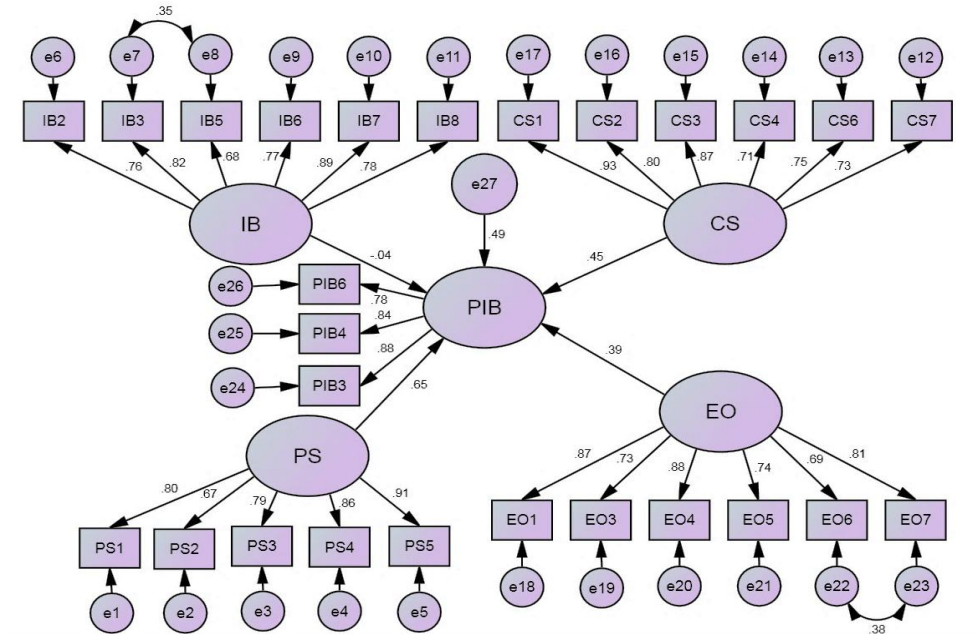 .35
e6 e7 e8 e9 e10 e11 e17 e16 e15 e14 e13 e12
IB2 IB3 IB5 IB6 IB7 IB8 CS1 CS2 CS3 CS4 CS6 CS7
.76 .82 .68 .77 .89 .78 .93 .80 .87 .71 .75 .73
e27
IB CS
.49
-.04 .45
e26 PIB6
.78
PIB
e25 PIB4 .84
.88
e24 PIB3
.65 .39
EO
PS
.87 .73 .88 .74 .69 .81
.80 .67 .79 .86 .91
EO1 EO3 EO4 EO5 EO6 EO7
PS1 PS2 PS3 PS4 PS5
e18 e19 e20 e21 e22 e23
e1 e2 e3 e4 e5
.38